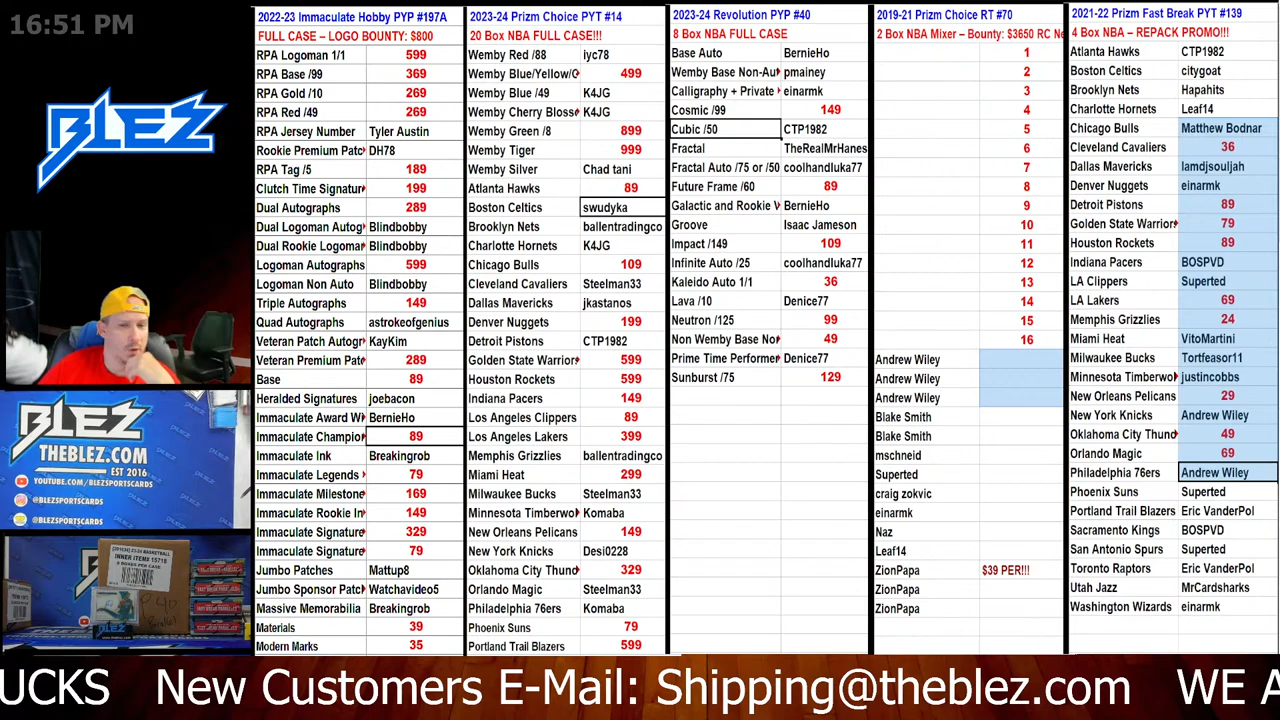 16:51 PM
BLEZ
BLEZ
THEBLEZ.COM
EST 2016
YOUTUBE.COM/BLEZSPORTSCARDS
@BLEZSPORTSCARDS
@BLEZSPORTSCARDS
INNER ITEMS 15718
BLEZ
2022-23 Immaculate Hobby PYP #197A
FULL CASE – LOGO BOUNTY: $800
RPA Logoman 1/1 599
RPA Base /99 369
RPA Gold /10 269
RPA Red /49 269
RPA Jersey Number Tyler Austin
Rookie Premium Patc DH78
RPA Tag /5 189
Clutch Time Signatur 199
Dual Autographs 289
Dual Logoman Autog Blindbobby
Dual Rookie Logomar Blindbobby
Logoman Autographs 599
Logoman Non Auto Blindbobby
Triple Autographs 149
Quad Autographs astrokeofgenius
Veteran Patch Autogr KayKim
Veteran Premium Pat 289
Base 89
Heralded Signatures joebacon
Immaculate Award Wi BernieHo
Immaculate Champio 89
Immaculate Ink Breakingrob
Immaculate Legends 79
Immaculate Milestone 169
Immaculate Rookie In 149
Immaculate Signature 329
Immaculate Signature 79
Jumbo Patches Mattup8
Jumbo Sponsor Patc Watchavideo5
Massive Memorabilia Breakingrob
Materials 39
Modern Marks 35
2023-24 Prizm Choice PYT #14
20 Box NBA FULL CASE!!!
Wemby Red /88 iyc78
Wemby Blue/Yellow/G 499
Wemby Blue /49 K4JG
Wemby Cherry Blosso K4JG
Wemby Green /8 899
Wemby Tiger 999
Wemby Silver Chad tani
Atlanta Hawks 89
Boston Celtics swudyka
Brooklyn Nets ballentradingco
Charlotte Hornets K4JG
Chicago Bulls 109
Cleveland Cavaliers Steelman33
Dallas Mavericks jkastanos
Denver Nuggets 199
Detroit Pistons CTP1982
Golden State Warrior 599
Houston Rockets 599
Indiana Pacers 149
Los Angeles Clippers 89
Los Angeles Lakers 399
Memphis Grizzlies ballentradingco
Miami Heat 299
Milwaukee Bucks Steelman33
Minnesota Timberwo Komaba
New Orleans Pelicans 149
New York Knicks Desi0228
Oklahoma City Thund 329
Orlando Magic Steelman33
Philadelphia 76ers Komaba
Phoenix Suns 79
Portland Trail Blazers 599
2023-24 Revolution PYP #40
8 Box NBA FULL CASE
Base Auto BernieHo
Wemby Base Non-Au pmainey
Calligraphy + Private einarmk
Cosmic /99 149
Cubic /50 CTP1982
Fractal TheRealMrHanes
Fractal Auto /75 or /50 coolhandluka77
Future Frame /60 89
Galactic and Rookie V BernieHo
Groove Isaac Jameson
Impact /149 109
Infinite Auto /25 coolhandluka77
Kaleido Auto 1/1 36
Lava /10 Denice77
Neutron /125 99
Non Wemby Base No 49
Prime Time Performer Denice77
Sunburst /75 129
2019-21 Prizm Choice RT #70
2 Box NBA Mixer – Bounty: $3650 RC Ne
1
2
3
4
5
6
7
8
9
10
11
12
13
14
15
16
Andrew Wiley
Andrew Wiley
Andrew Wiley
Blake Smith
Blake Smith
mschneid
Superted
craig zokvic
einarmk
Naz
Leaf14
ZionPapa $39 PER!!!
ZionPapa
ZionPapa
2021-22 Prizm Fast Break PYT #139
4 Box NBA – REPACK PROMO!!!
Atlanta Hawks CTP1982
Boston Celtics citygoat
Brooklyn Nets Hapahits
Charlotte Hornets Leaf14
Chicago Bulls Matthew Bodnar
Cleveland Cavaliers 36
Dallas Mavericks Iamdjsouljah
Denver Nuggets einarmk
Detroit Pistons 89
Golden State Warrior 79
Houston Rockets 89
Indiana Pacers BOSPVD
LA Clippers Superted
LA Lakers 69
Memphis Grizzlies 24
Miami Heat VitoMartini
Milwaukee Bucks Tortfeasor11
Minnesota Timberwo justincobbs
New Orleans Pelicans 29
New York Knicks Andrew Wiley
Oklahoma City Thund 49
Orlando Magic 69
Philadelphia 76ers Andrew Wiley
Phoenix Suns Superted
Portland Trail Blazers Eric VanderPol
Sacramento Kings BOSPVD
San Antonio Spurs Superted
Toronto Raptors Eric VanderPol
Utah Jazz MrCardsharks
Washington Wizards einarmk
UCKS New Customers E-Mail: Shipping@theblez.com WE A